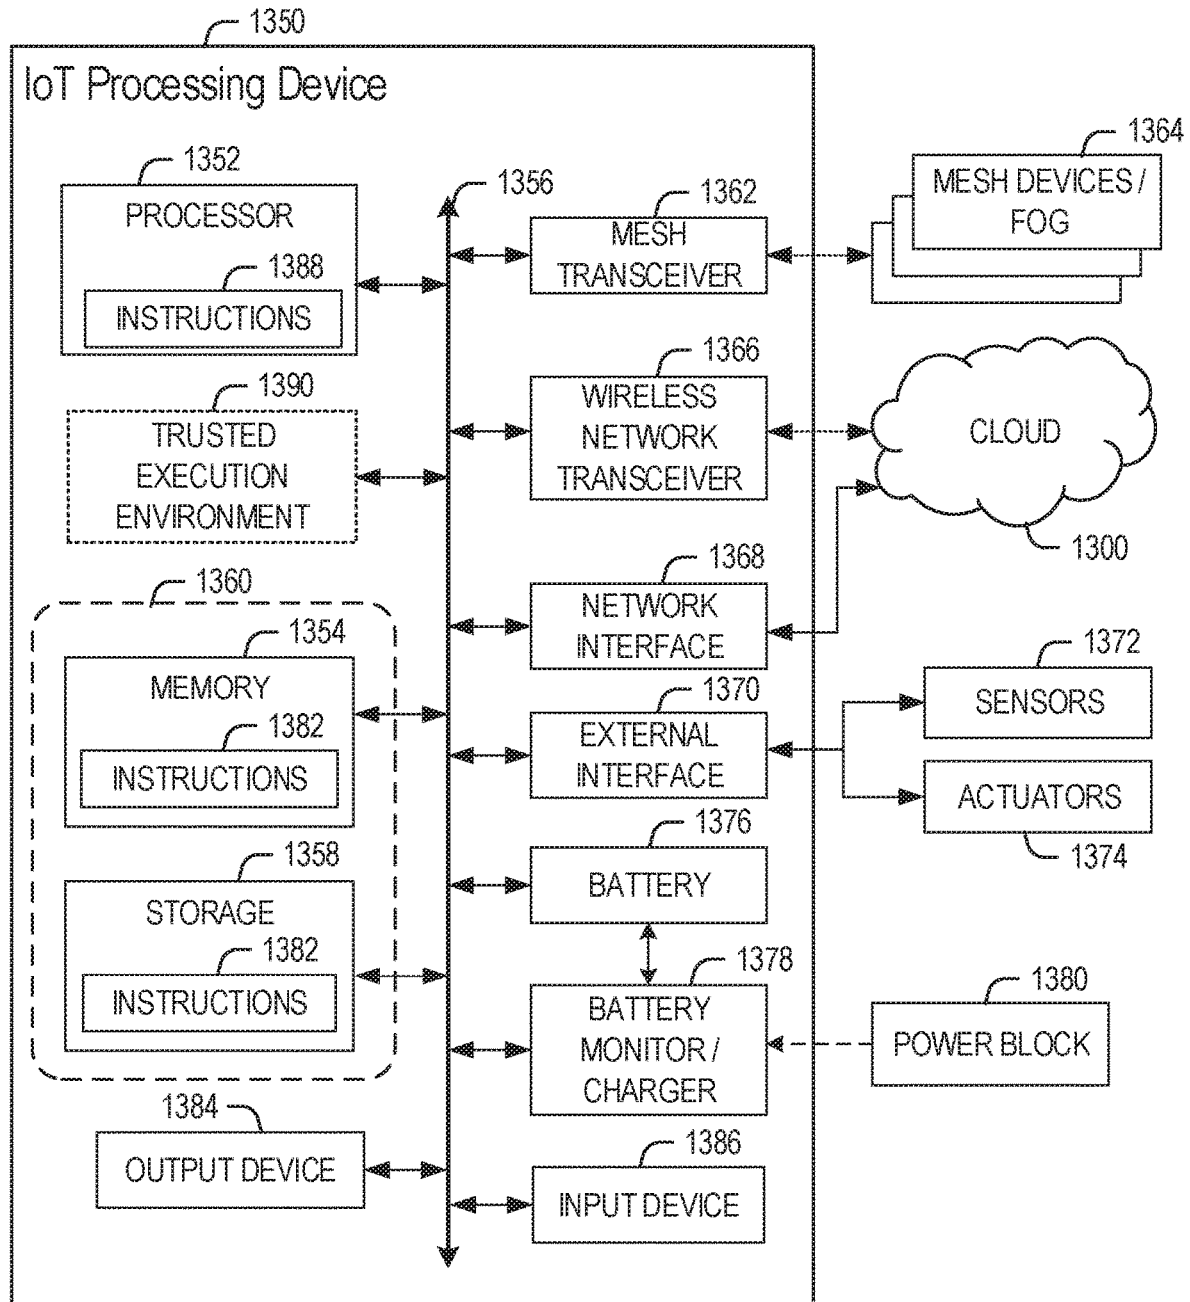 1350
IoT Processing Device
1352
PROCESSOR
1388
INSTRUCTIONS
1390
TRUSTED
EXECUTION
ENVIRONMENT
1360
1354
MEMORY
1382
INSTRUCTIONS
1358
STORAGE
1382
INSTRUCTIONS
1384
OUTPUT DEVICE
1356
1362
MESH
TRANSCEIVER
1366
WIRELESS
NETWORK
TRANSCEIVER
1368
NETWORK
INTERFACE
1370
EXTERNAL
INTERFACE
1376
BATTERY
1378
BATTERY
MONITOR /
CHARGER
1386
INPUT DEVICE
1364
MESH DEVICES /
FOG
CLOUD
1300
1372
SENSORS
ACTUATORS
1374
1380
POWER BLOCK